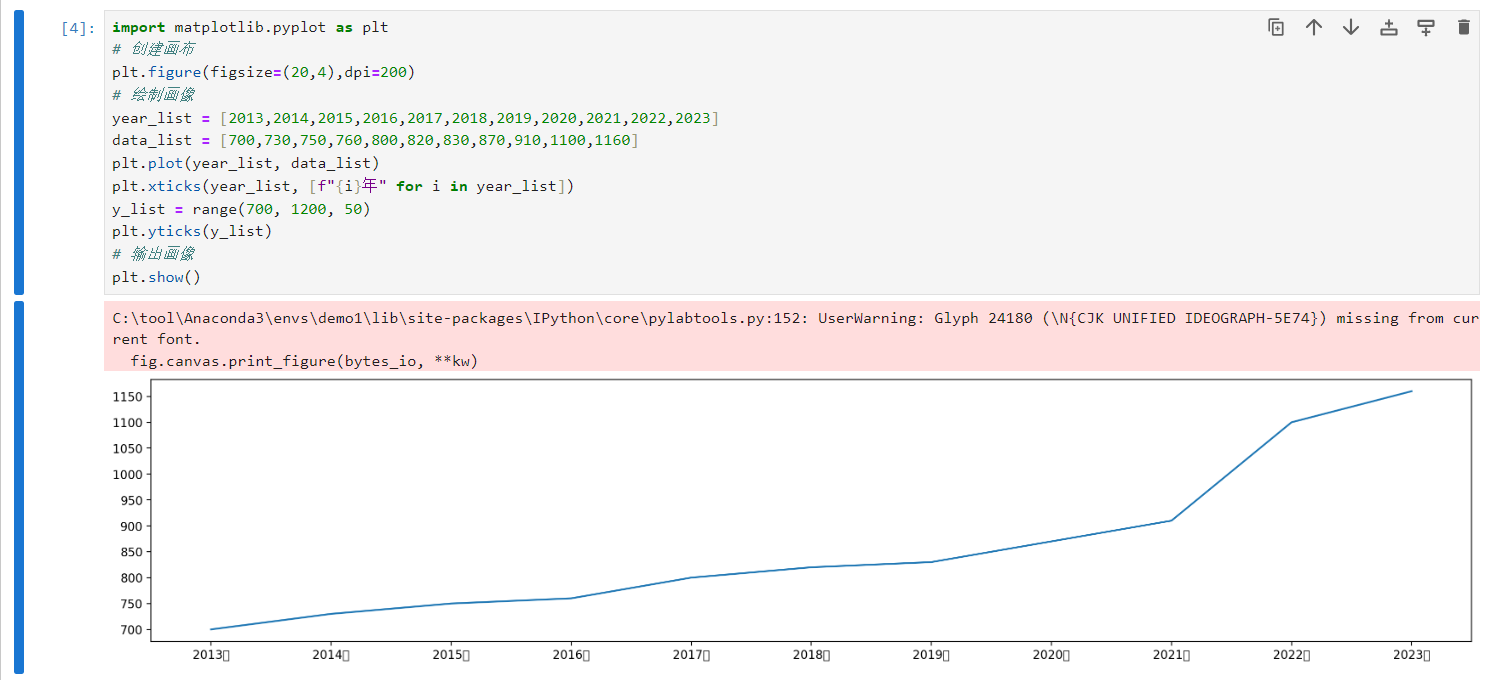 [4]:
import matplotlib.pyplot as plt
# 创建画布
plt.figure(figsize=(20,4),dpi=200)
# 绘制画像
year_list = [2013,2014,2015,2016,2017,2018,2019,2020,2021,2022,2023]
data_list = [700,730,750,760,800,820,830,870,910,1100,1160]
plt.plot(year_list, data_list)
plt.xticks(year_list, [f"{i}年" for i in year_list])
y_list = range(700, 1200, 50)
plt.yticks(y_list)
# 输出画像
plt.show()
C:\tool\Anaconda3\envs\demo1\lib\site-packages\IPython\core\pylabtools.py:152: UserWarning: Glyph 24180 (\N{CJK UNIFIED IDEOGRAPH-5E74}) missing from cur
rent font.
  fig.canvas.print_figure(bytes_io, **kw)
1150
1100
1050
1000
950
900
850
800
750
700
2013▯ 2014▯ 2015▯ 2016▯ 2017▯ 2018▯ 2019▯ 2020▯ 2021▯ 2022▯ 2023▯